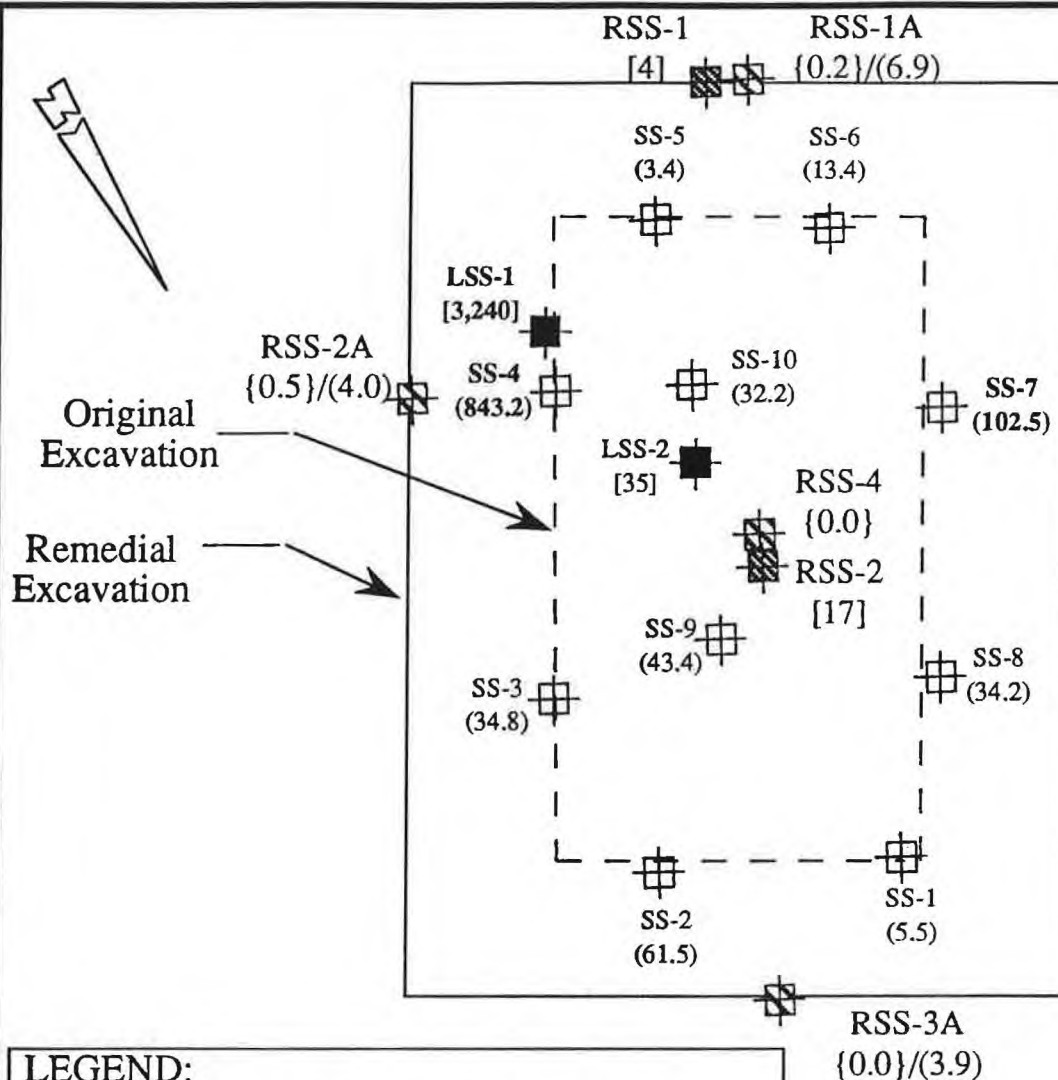 RSS-1
[4]
RSS-1A
{0.2}/(6.9)
SS-5
(3.4)
SS-6
(13.4)
LSS-1
[3,240]
RSS-2A
{0.5}/(4.0)
SS-4
(843.2)
SS-10
(32.2)
SS-7
(102.5)
Original
Excavation
LSS-2
[35]
RSS-4
{0.0}
Remedial
Excavation
RSS-2
[17]
SS-9
(43.4)
SS-3
(34.8)
SS-8
(34.2)
SS-2
(61.5)
SS-1
(5.5)
RSS-3A
{0.0}/(3.9)
LEGEND: